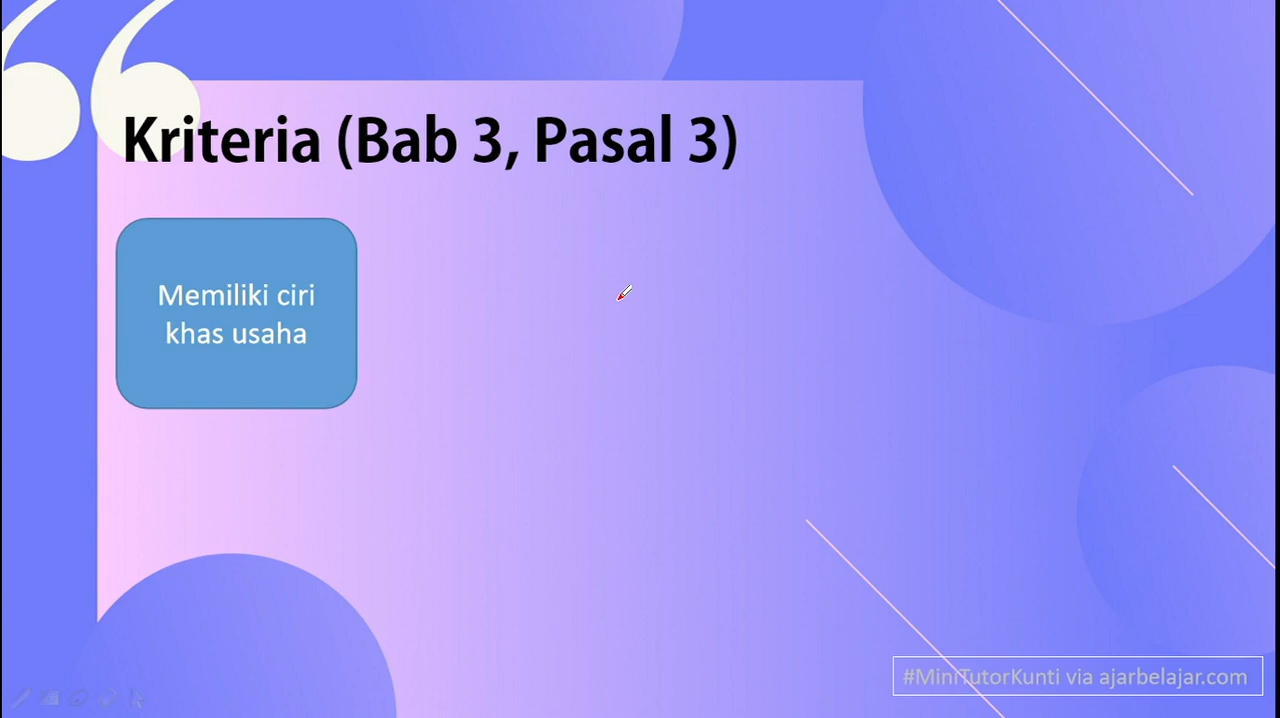 Kriteria (Bab 3, Pasal 3)
Memiliki ciri
khas usaha
#MiniTutorKunti via ajarbelajar.com